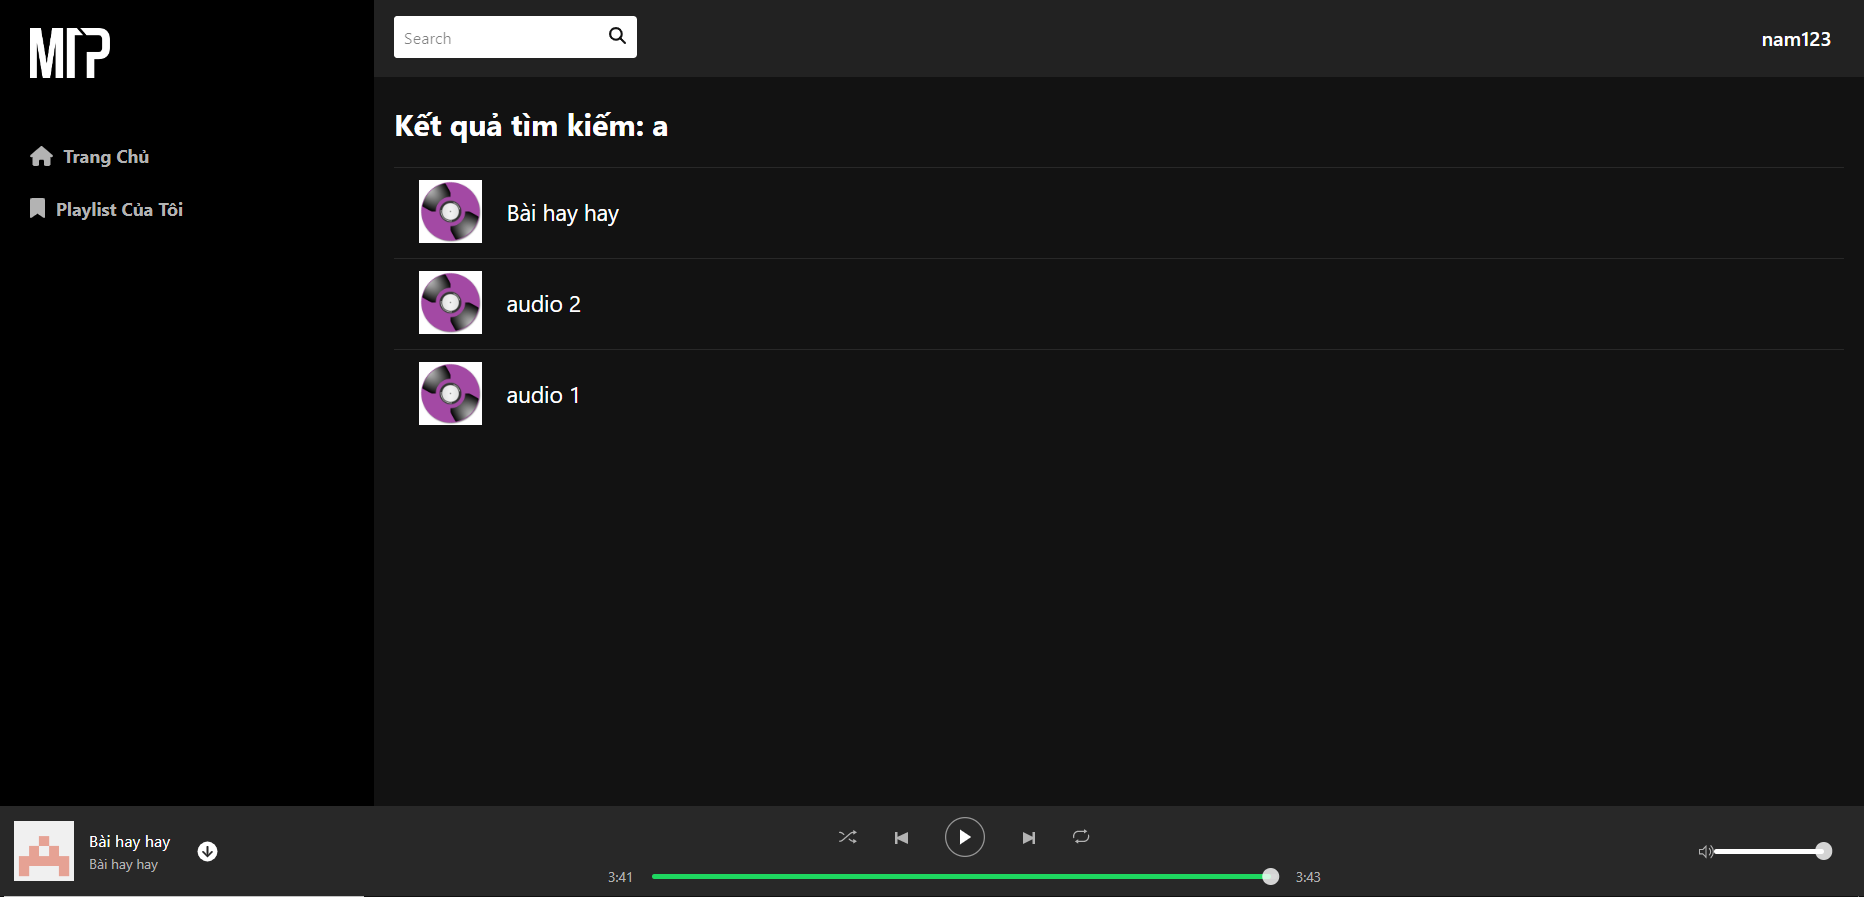 MTP
Search
nam123
Trang Chủ
Playlist Của Tôi
Kết quả tìm kiếm: a
Bài hay hay
audio 2
audio 1
Bài hay hay
Bài hay hay
3:41
3:43